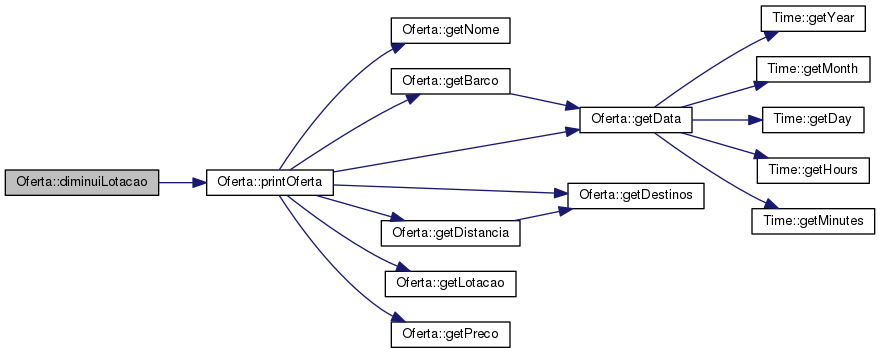 Oferta::diminuiLotacao
Oferta::printOferta
Oferta::getNome
Oferta::getBarco
Oferta::getDistancia
Oferta::getLotacao
Oferta::getPreco
Oferta::getData
Oferta::getDestinos
Time::getYear
Time::getMonth
Time::getDay
Time::getHours
Time::getMinutes